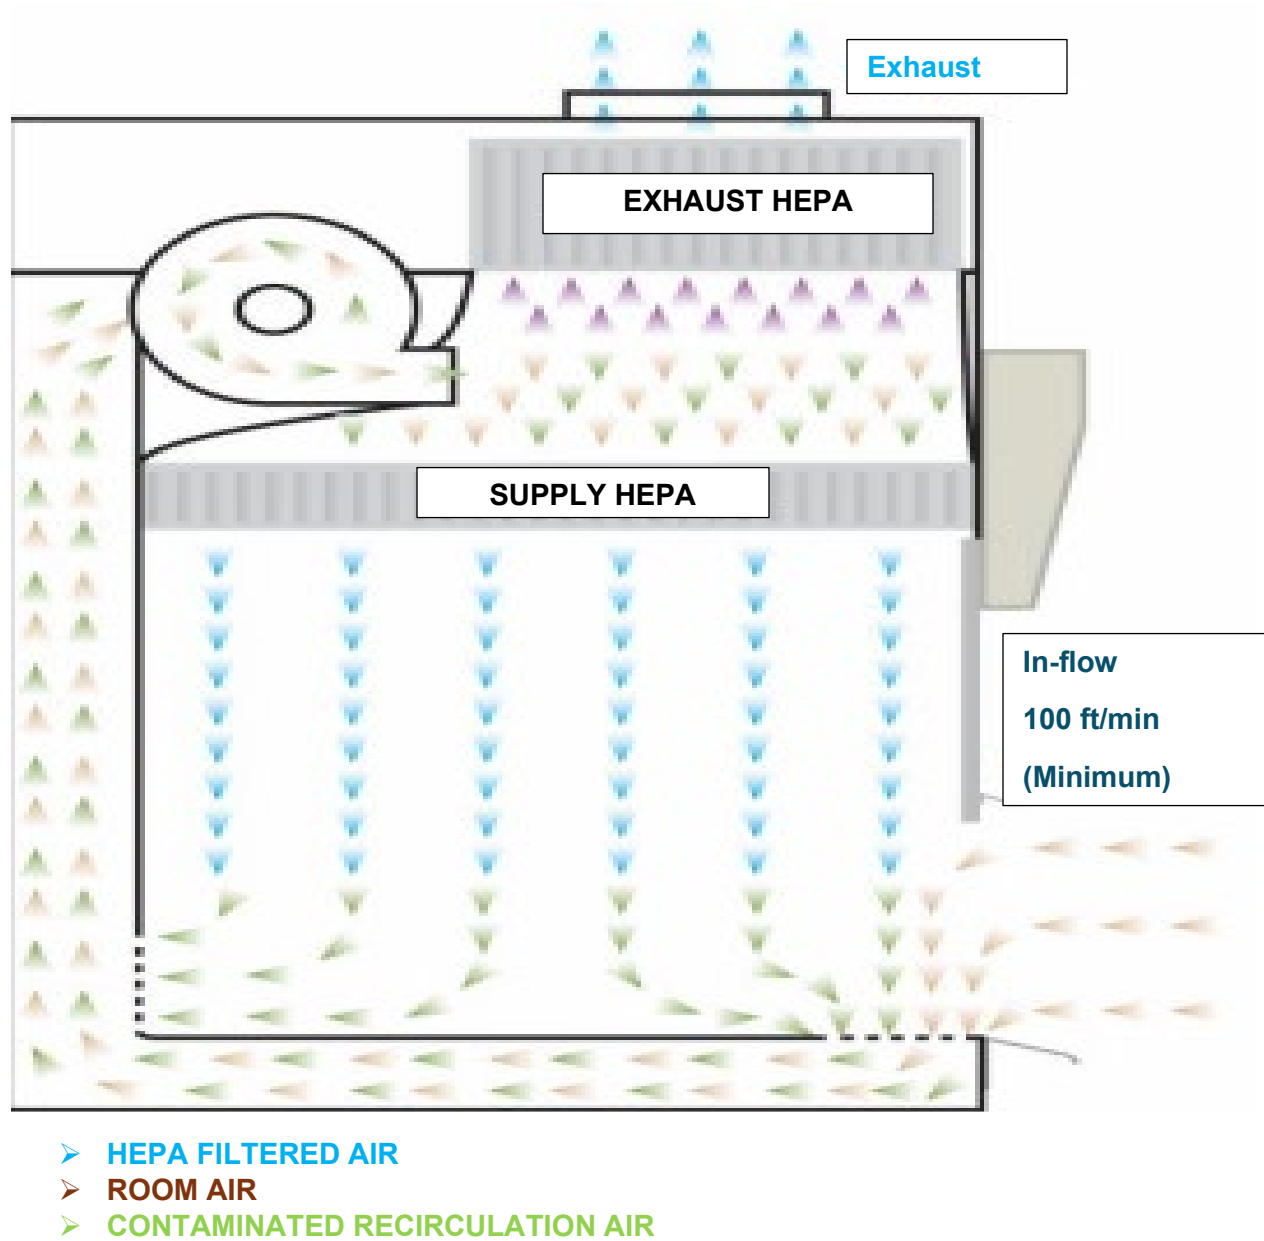 Exhaust
EXHAUST HEPA
SUPPLY HEPA
In-flow
100 ft/min
(Minimum)
HEPA FILTERED AIR
ROOM AIR
CONTAMINATED RECIRCULATION AIR